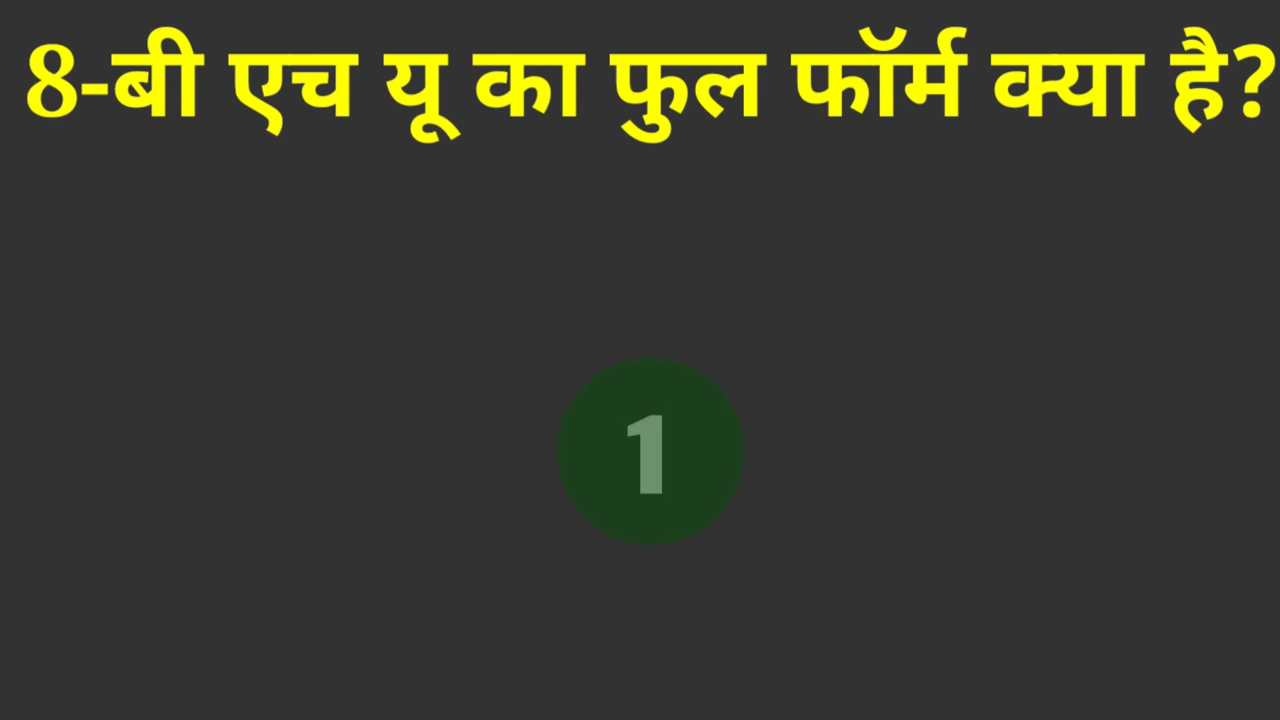 8-बी एच यू का फुल फॉर्म क्या है?
1